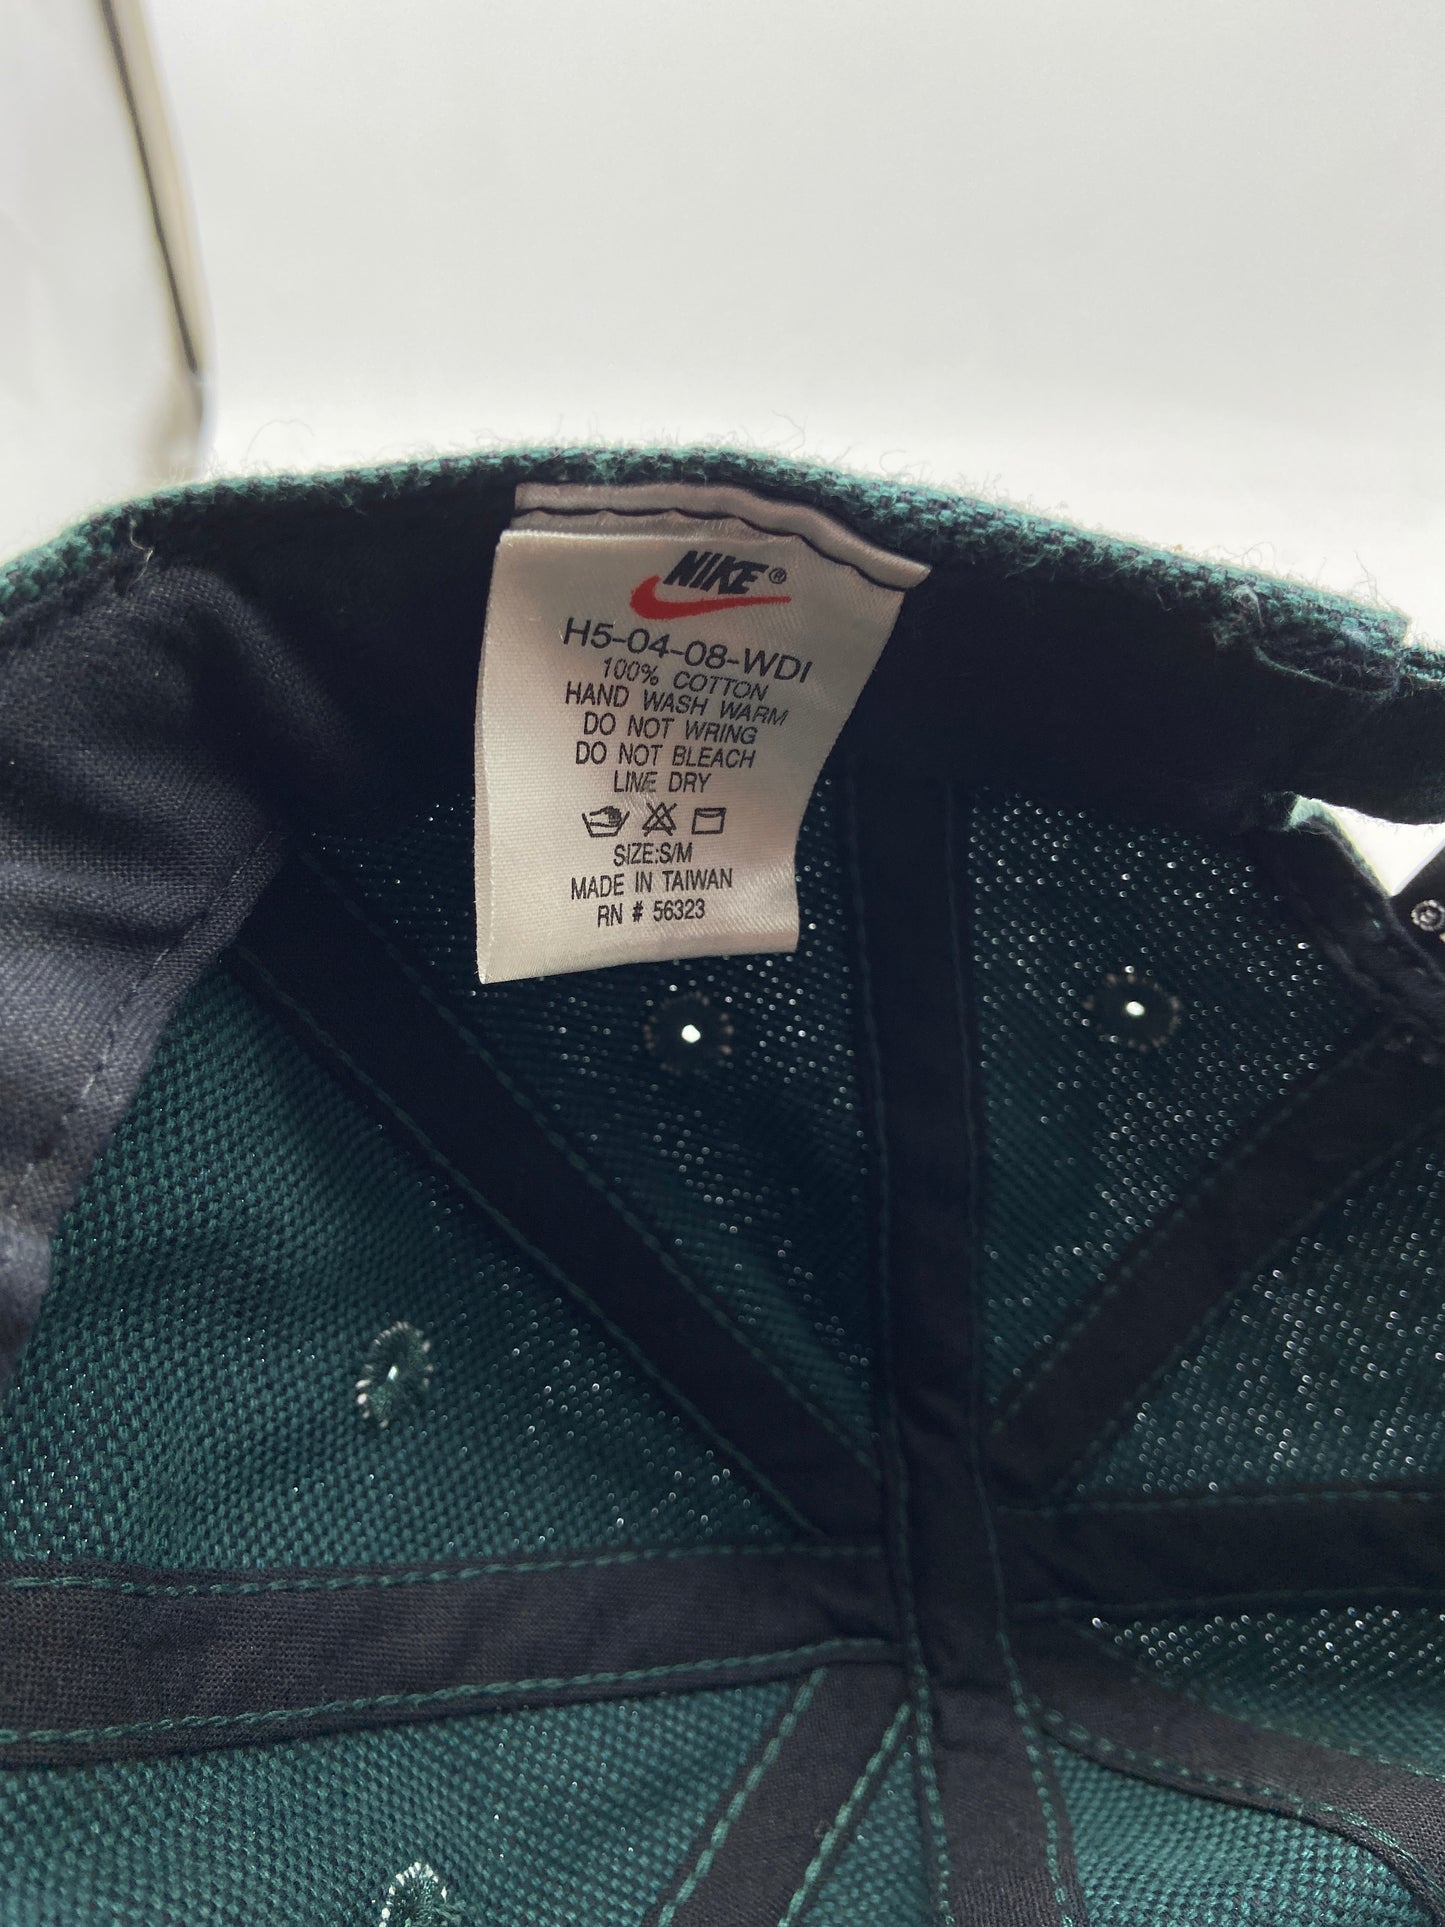 NIKE®
H5-04-08-WDI
100% COTTON
HAND WASH WARM
DO NOT WRING
DO NOT BLEACH
LINE DRY
SIZE:S/M
MADE IN TAIWAN
RN # 56323